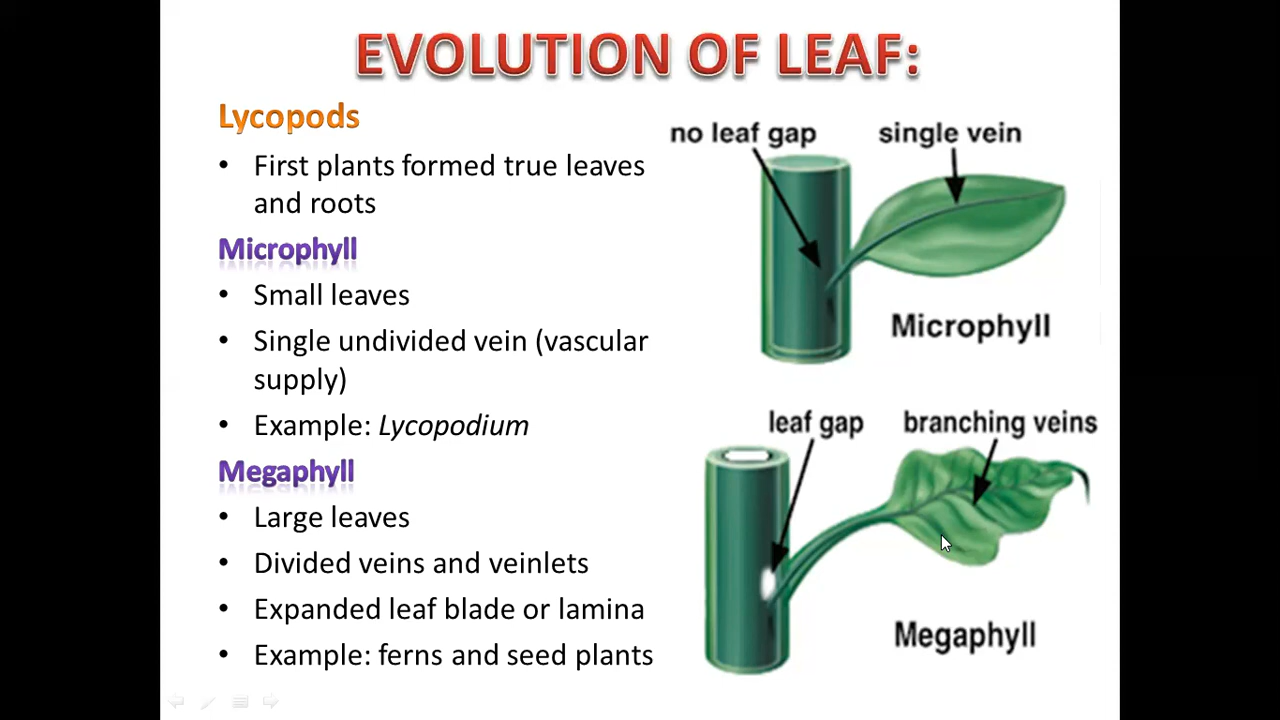 EVOLUTION OF LEAF:
Lycopods
• First plants formed true leaves
and roots
Microphyll
• Small leaves
• Single undivided vein (vascular
supply)
• Example: Lycopodium
Megaphyll
• Large leaves
• Divided veins and veinlets
• Expanded leaf blade or lamina
• Example: ferns and seed plants
no leaf gap
single vein
Microphyll
leaf gap
branching veins
Megaphyll